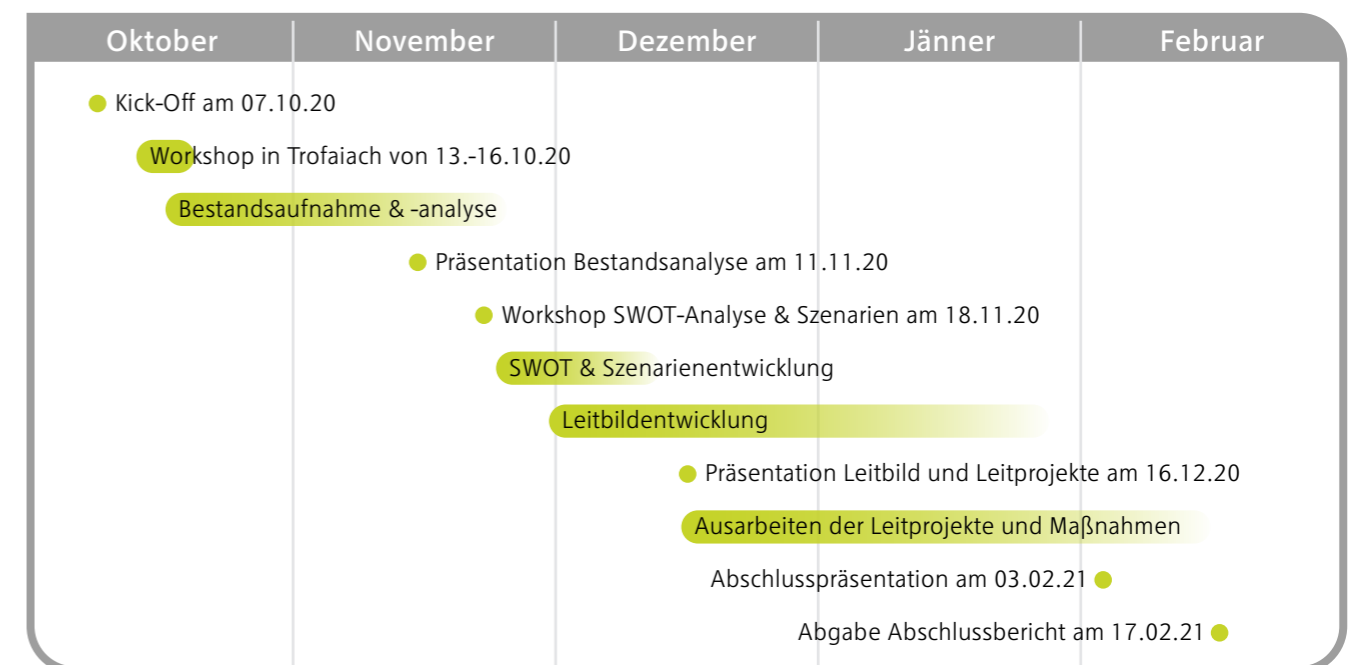 Oktober November Dezember Jänner Februar
Kick-Off am 07.10.20
Workshop in Trofaiach von 13.-16.10.20
Bestandsaufnahme & -analyse
Präsentation Bestandsanalyse am 11.11.20
Workshop SWOT-Analyse & Szenarien am 18.11.20
SWOT & Szenarienentwicklung
Leitbildentwicklung
Präsentation Leitbild und Leitprojekte am 16.12.20
Ausarbeiten der Leitprojekte und Maßnahmen
Abschlusspräsentation am 03.02.21
Abgabe Abschlussbericht am 17.02.21